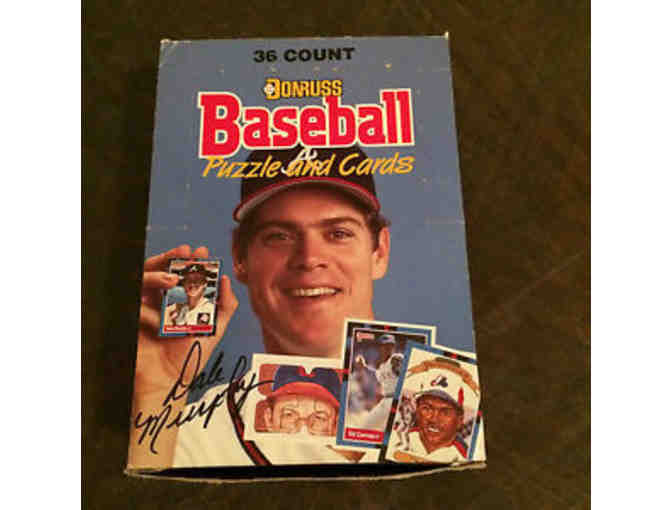 36 COUNT
DONRUSS
Baseball
Puzzle and Cards
Dale
Murphy